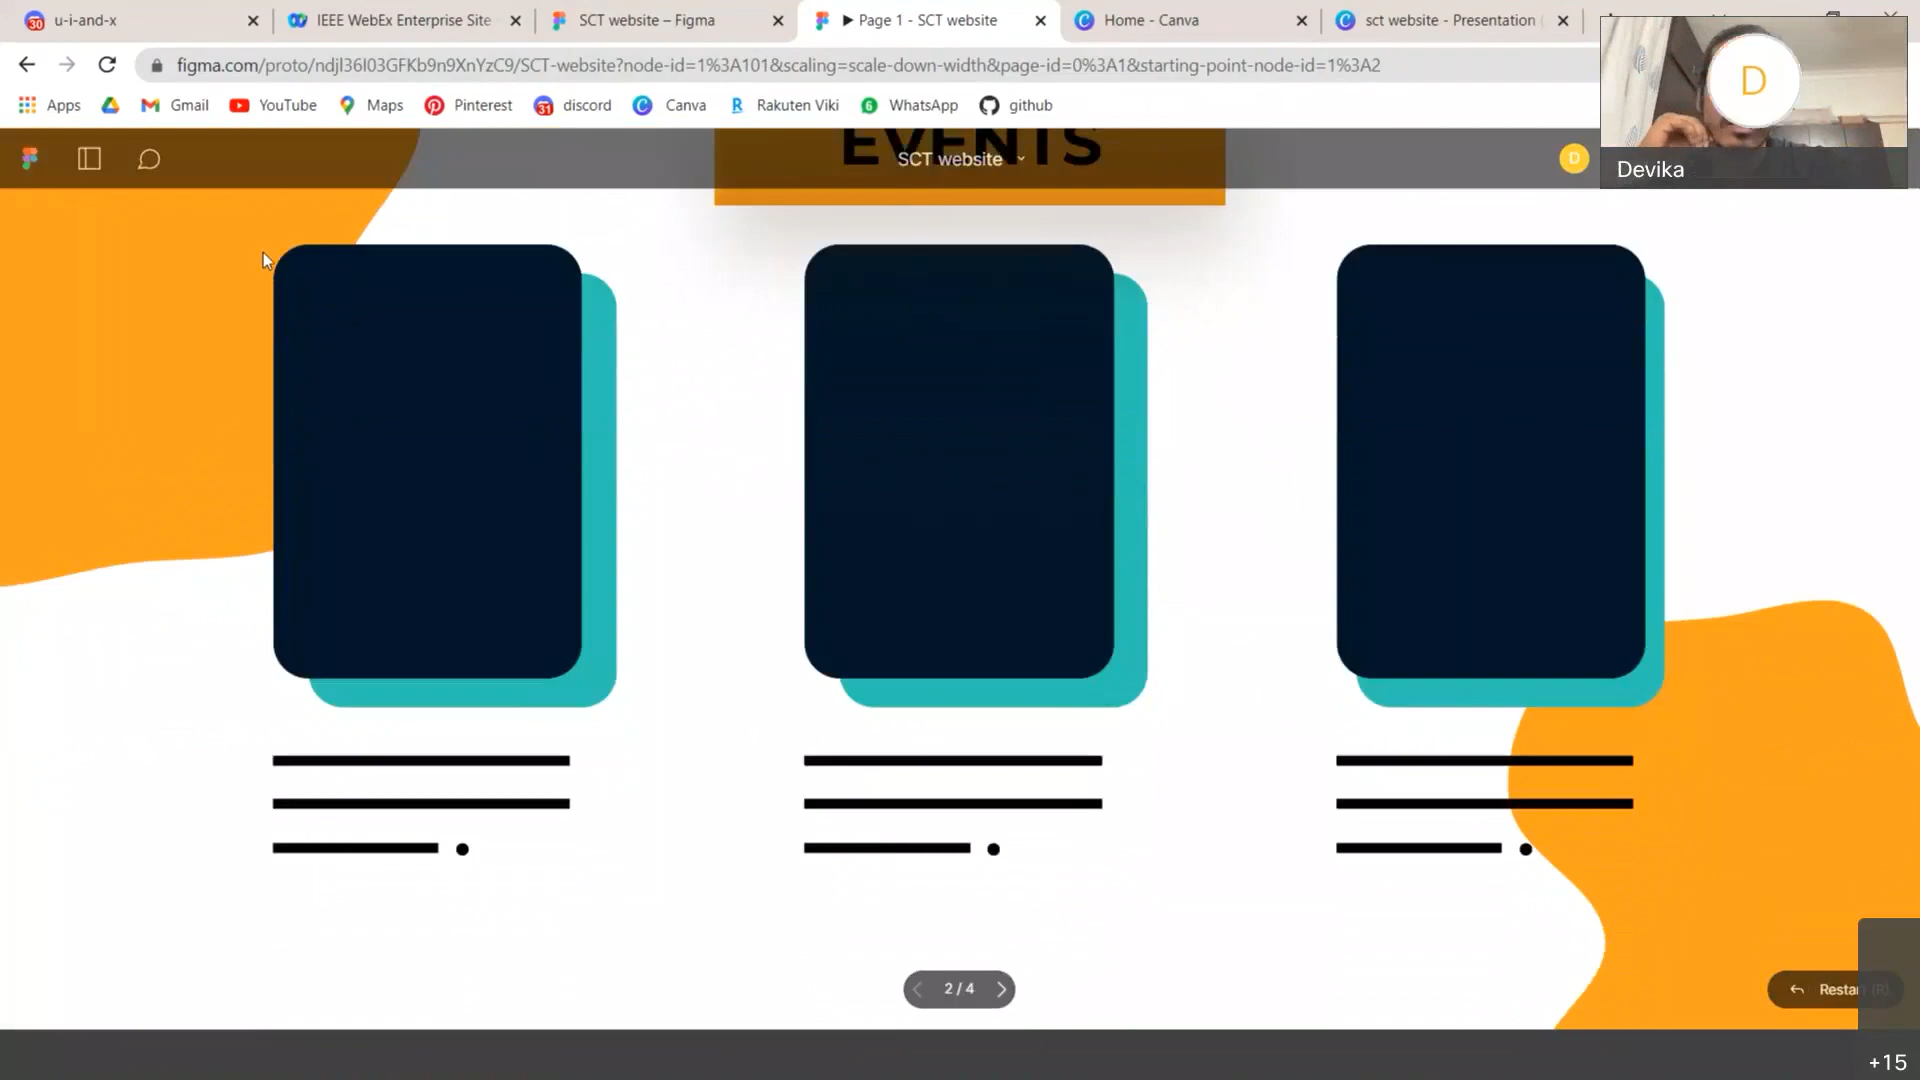 u-i-and-x
IEEE WebEx Enterprise Site
SCT website – Figma
Page 1 - SCT website
Home - Canva
sct website - Presentation
figma.com/proto/ndjl36l03GFKb9n9XnYzC9/SCT-website?node-id=1%3A101&scaling=scale-down-width&page-id=0%3A1&starting-point-node-id=1%3A2
Apps
Gmail
YouTube
Maps
Pinterest
discord
Canva
Rakuten Viki
WhatsApp
github
EVENTS
SCT website
D
D
Devika
2 / 4
Restart (R)
+15